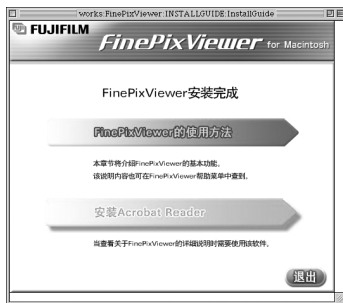 works:FinePixViewer:INSTALLGUIDE:InstallGuide
FUJIFILM
FinePixViewer for Macintosh
FinePixViewer安装完成
FinePixViewer的使用方法
本章节将介绍FinePixViewer的基本功能。
该说明内容也可在FinePixViewer帮助菜单中查到。
安装Acrobat Reader
当查看关于FinePixViewer的详细说明时需要使用该软件。
退出